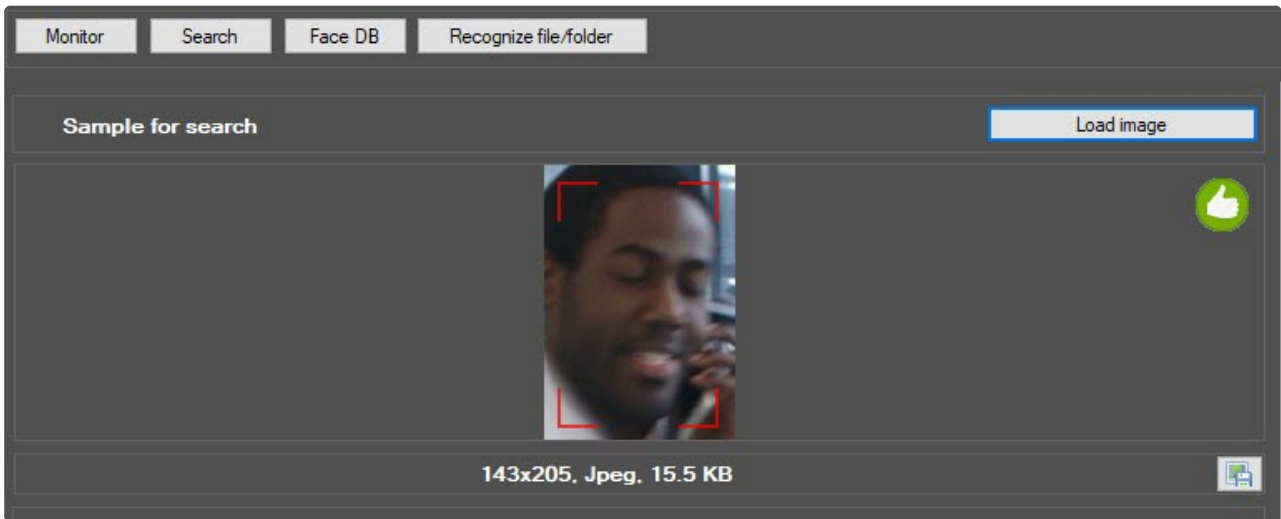 Monitor Search Face DB Recognize file/folder
Sample for search Load image
143x205, Jpeg, 15.5 KB